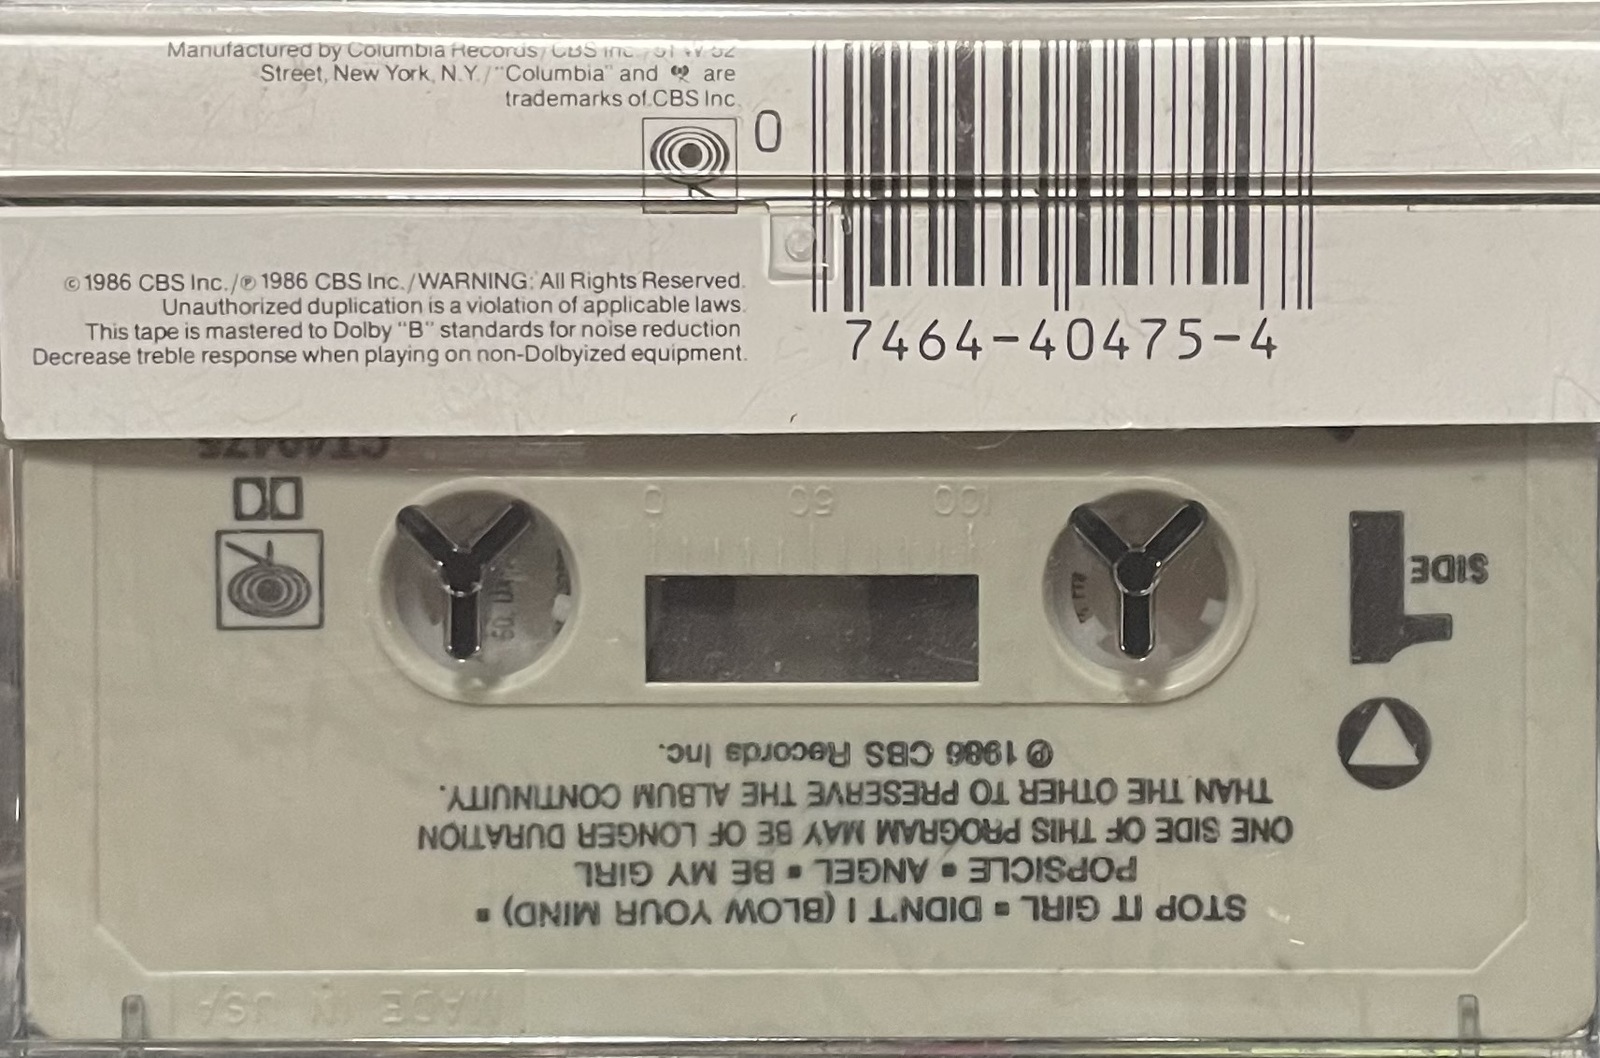 Manufactured by Columbia Records/CBS Inc./51 W 52
Street, New York, N.Y./"Columbia" and are
trademarks of CBS Inc.
0
© 1986 CBS Inc./℗ 1986 CBS Inc./WARNING: All Rights Reserved.
Unauthorized duplication is a violation of applicable laws.
This tape is mastered to Dolby "B" standards for noise reduction
Decrease treble response when playing on non-Dolbyized equipment.
7464-40475-4
STOP IT GIRL ▪ DIDN'T I (BLOW YOUR MIND) ▪
POPSICLE ▪ ANGEL ▪ BE MY GIRL
ONE SIDE OF THIS PROGRAM MAY BE OF LONGER DURATION
THAN THE OTHER TO PRESERVE THE ALBUM CONTINUITY.
℗ 1986 CBS Records Inc.
SIDE
1
100 50 0
CT40475
MADE IN USA